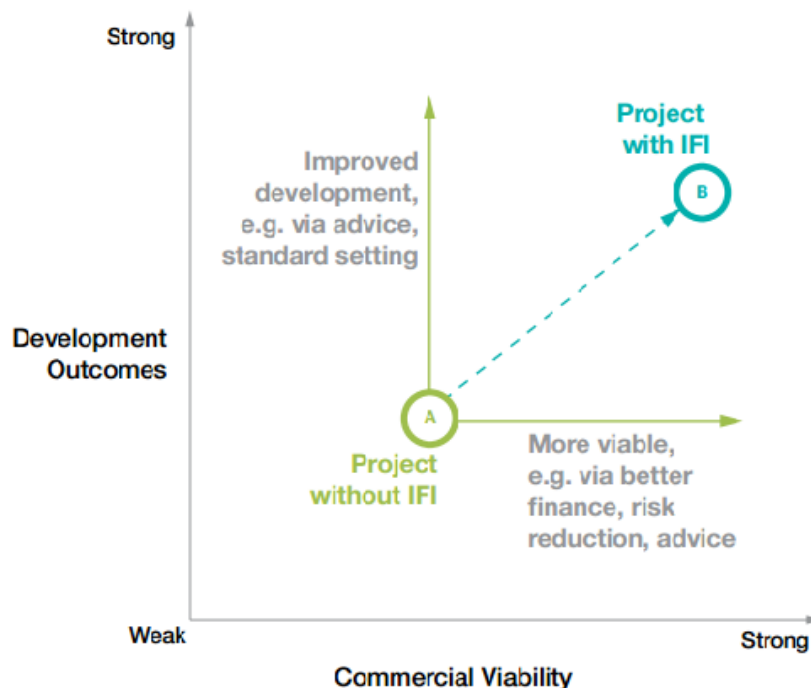 Strong
Project
with IFI
B
Improved
development,
e.g. via advice,
standard setting
Development
Outcomes
A
Project
without IFI
More viable,
e.g. via better
finance, risk
reduction, advice
Weak
Strong
Commercial Viability